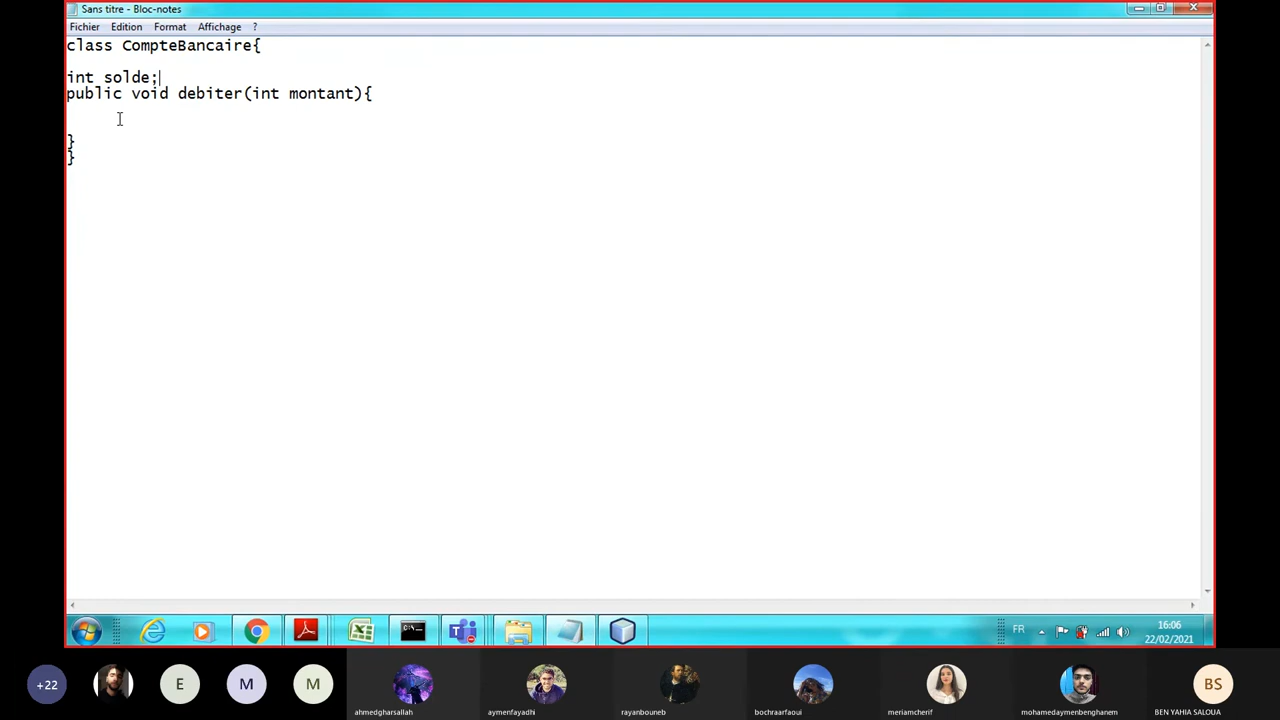 Sans titre - Bloc-notes
Fichier Edition Format Affichage ?
class CompteBancaire{
int solde;
public void debiter(int montant){
}
}
C:\.
FR
16:06
22/02/2021
+22
E
M
M
BS
ahmedgharsallah
aymenfayadhi
rayanbouneb
bochraarfaoui
meriamcherif
mohamedaymenbenghanem
BEN YAHIA SALOUA